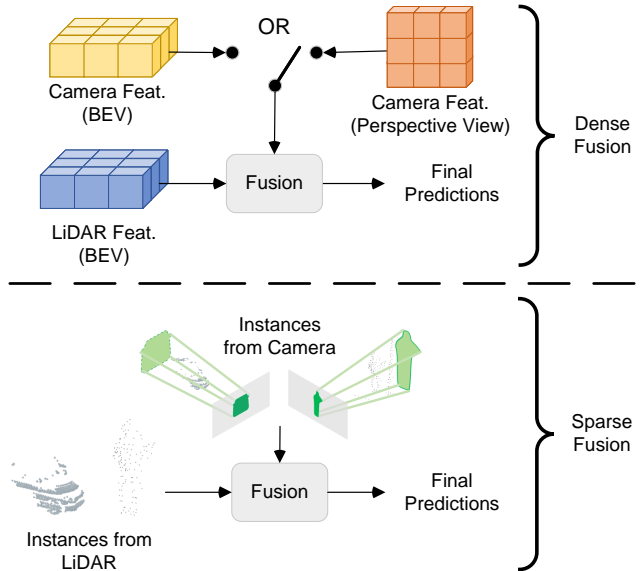 OR
Camera Feat.
(BEV)
Camera Feat.
(Perspective View)
Dense
Fusion
Fusion
Final
Predictions
LiDAR Feat.
(BEV)
Instances
from Camera
Sparse
Fusion
Fusion
Final
Predictions
Instances from
LiDAR